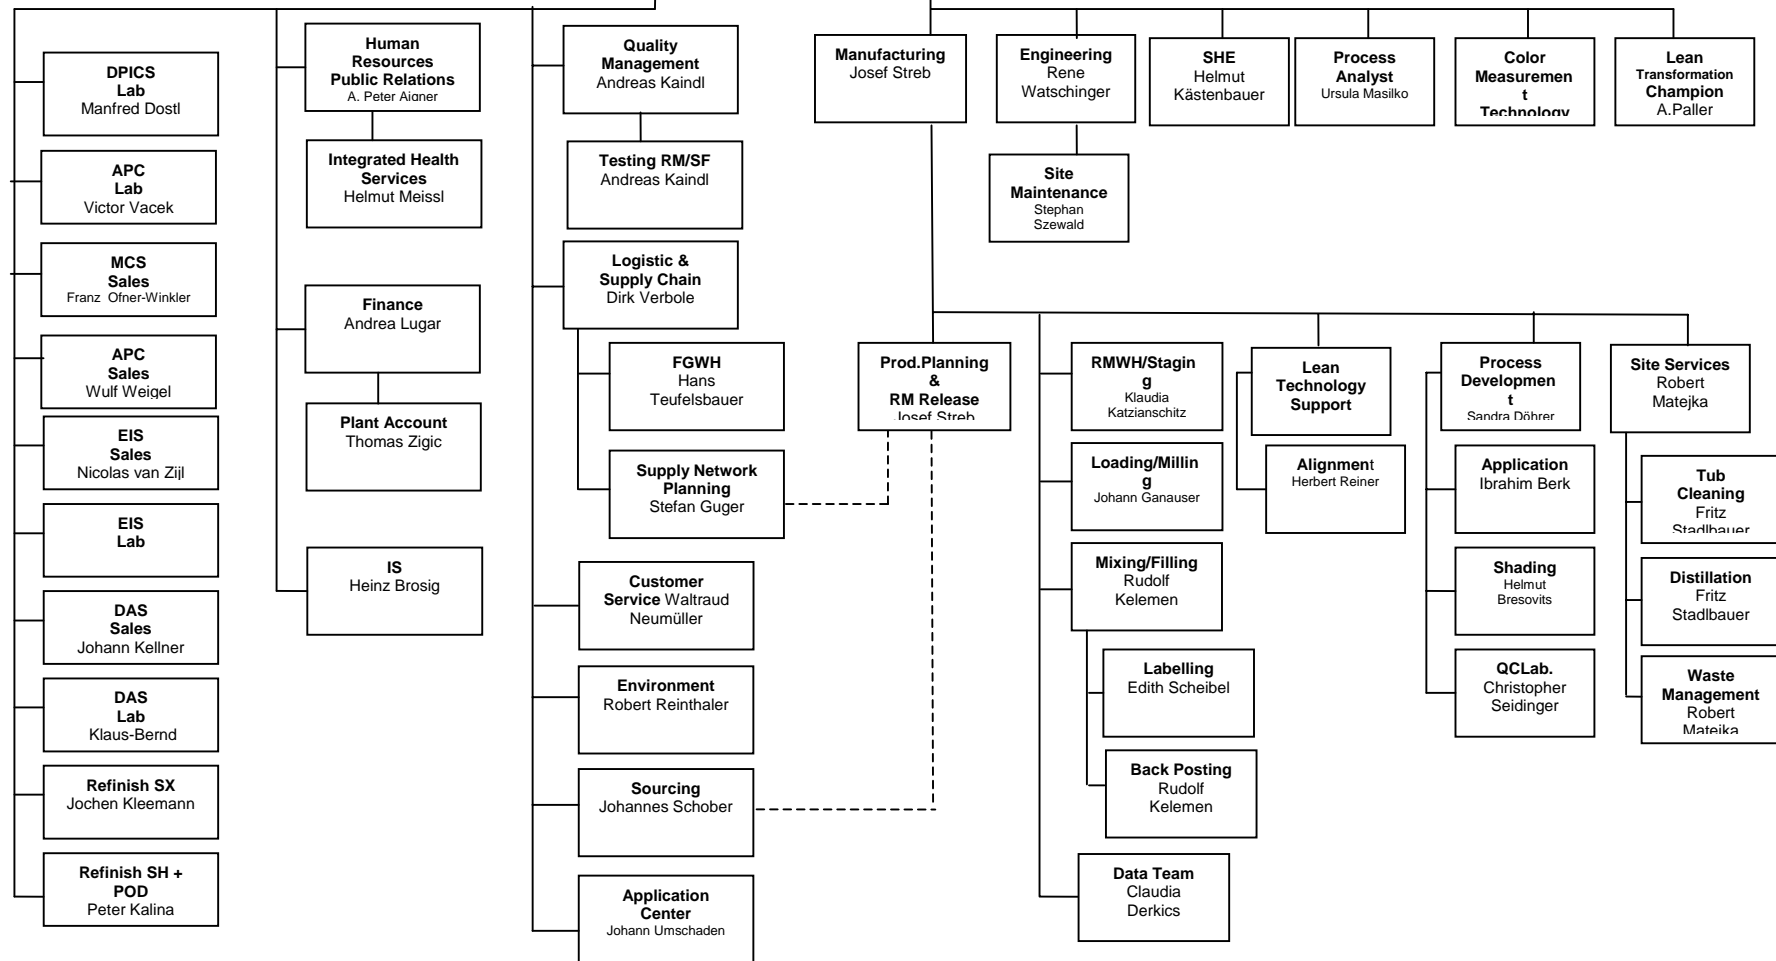 DPICS
Lab
Manfred Dostl
APC
Lab
Victor Vacek
MCS
Sales
Franz Ofner-Winkler
APC
Sales
Wulf Weigel
EIS
Sales
Nicolas van Zijl
EIS
Lab
DAS
Sales
Johann Kellner
DAS
Lab
Klaus-Bernd
Refinish SX
Jochen Kleemann
Refinish SH +
POD
Peter Kalina
Human
Resources
Public Relations
A. Peter Aigner
Integrated Health
Services
Helmut Meissl
Finance
Andrea Lugar
Plant Account
Thomas Zigic
IS
Heinz Brosig
Quality
Management
Andreas Kaindl
Testing RM/SF
Andreas Kaindl
Logistic &
Supply Chain
Dirk Verbole
FGWH
Hans
Teufelsbauer
Supply Network
Planning
Stefan Guger
Customer
Service Waltraud
Neumüller
Environment
Robert Reinthaler
Sourcing
Johannes Schober
Application
Center
Johann Umschaden
Manufacturing
Josef Streb
Engineering
Rene
Watschinger
Site
Maintenance
Stephan
Szewald
SHE
Helmut
Kästenbauer
Process
Analyst
Ursula Masilko
Color
Measuremen
t
Technology
Lean
Transformation
Champion
A.Paller
Prod.Planning
&
RM Release
Josef Streb
RMWH/Stagin
g
Klaudia
Katzianschitz
Loading/Millin
g
Johann Ganauser
Mixing/Filling
Rudolf
Kelemen
Labelling
Edith Scheibel
Back Posting
Rudolf
Kelemen
Data Team
Claudia
Derkics
Lean
Technology
Support
Alignment
Herbert Reiner
Process
Developmen
t
Sandra Döhrer
Application
Ibrahim Berk
Shading
Helmut
Bresovits
QCLab.
Christopher
Seidinger
Site Services
Robert
Matejka
Tub
Cleaning
Fritz
Stadlbauer
Distillation
Fritz
Stadlbauer
Waste
Management
Robert
Matejka